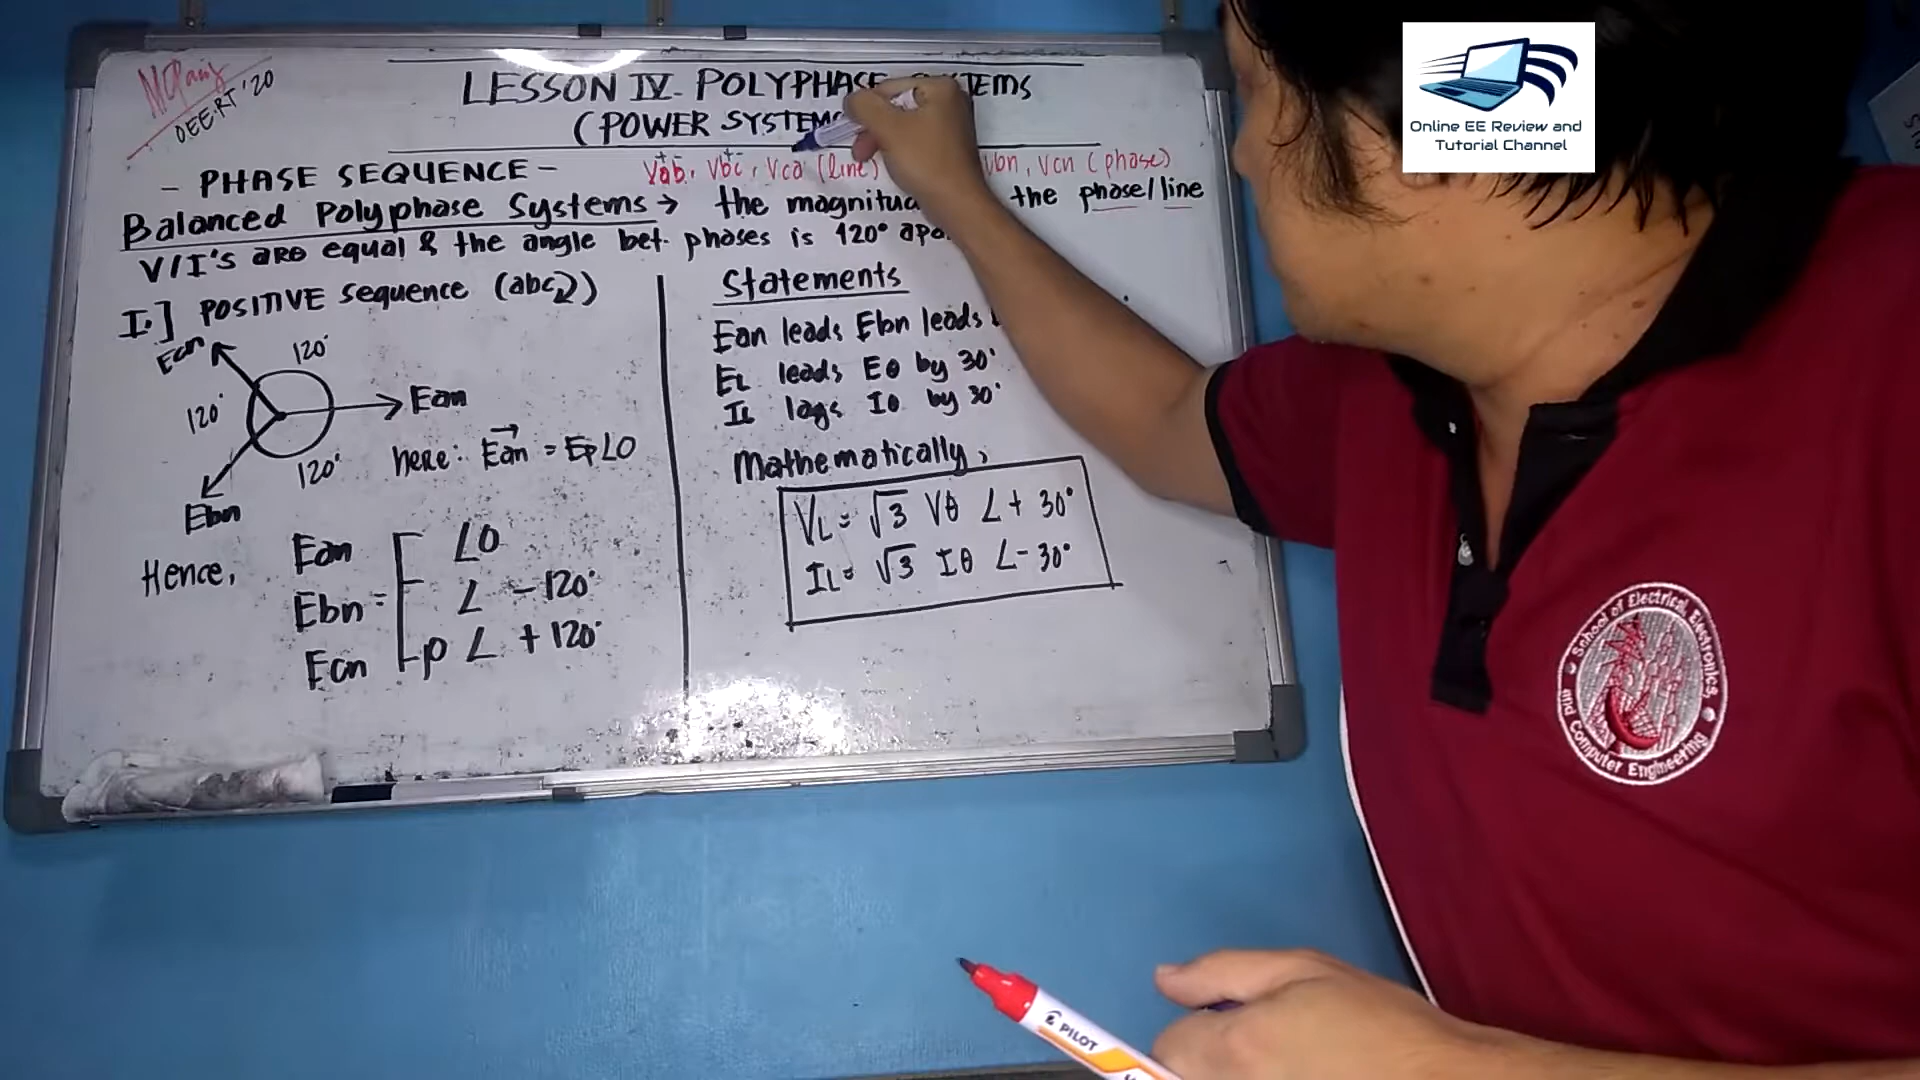 OEE-RT '20
LESSON IV. POLYPHASE SYSTEMS
(POWER SYSTEMS
- PHASE SEQUENCE -
+ - + -
Vab, Vbc, Vca (line) Vbn, Vcn (phase)
Balanced Polyphase Systems → the magnitu the phase/line
V/I's are equal & the angle bet. phases is 120° apa
I.] POSITIVE sequence (abc)
Ecn 120°
120° Ean
120° here: Ean = Ep∠0
Ebn
Hence, Ean ∠0
Ebn = ∠ -120°
Ecn p ∠ +120°
Statements
Ean leads Ebn leads
EL leads Eθ by 30°
IL lags Iθ by 30°
Mathematically,
VL = √3 Vθ ∠+ 30°
IL = √3 Iθ ∠-30°
Online EE Review and
Tutorial Channel
School of Electrical, Electronics,
and Computer Engineering
PILOT